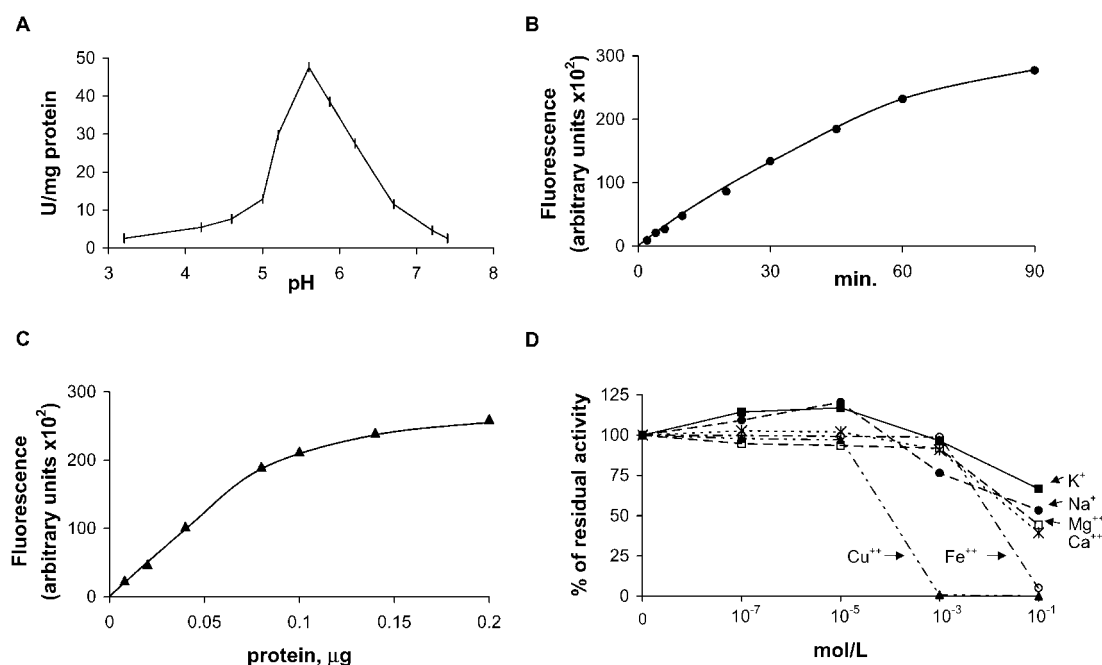 A
U/mg protein
50
40
30
20
10
0
3 4 5 6 7 8
pH
B
Fluorescence
(arbitrary units x10²)
300
200
100
0
0 30 60 90
min.
C
Fluorescence
(arbitrary units x10²)
300
200
100
0
0 0.05 0.1 0.15 0.2
protein, µg
D
% of residual activity
125
100
75
50
25
0
K⁺
Na⁺
Mg⁺⁺
Ca⁺⁺
Cu⁺⁺ Fe⁺⁺
0 10⁻⁷ 10⁻⁵ 10⁻³ 10⁻¹
mol/L